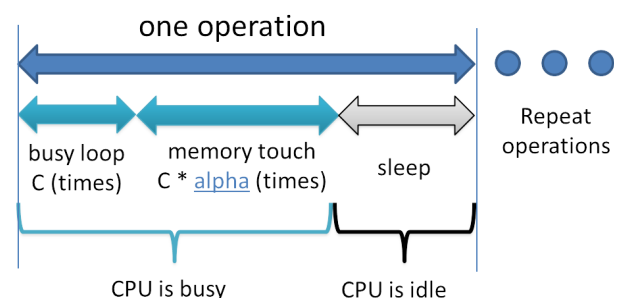 one operation
busy loop
C (times)
memory touch
C * alpha (times)
sleep
Repeat
operations
CPU is busy
CPU is idle